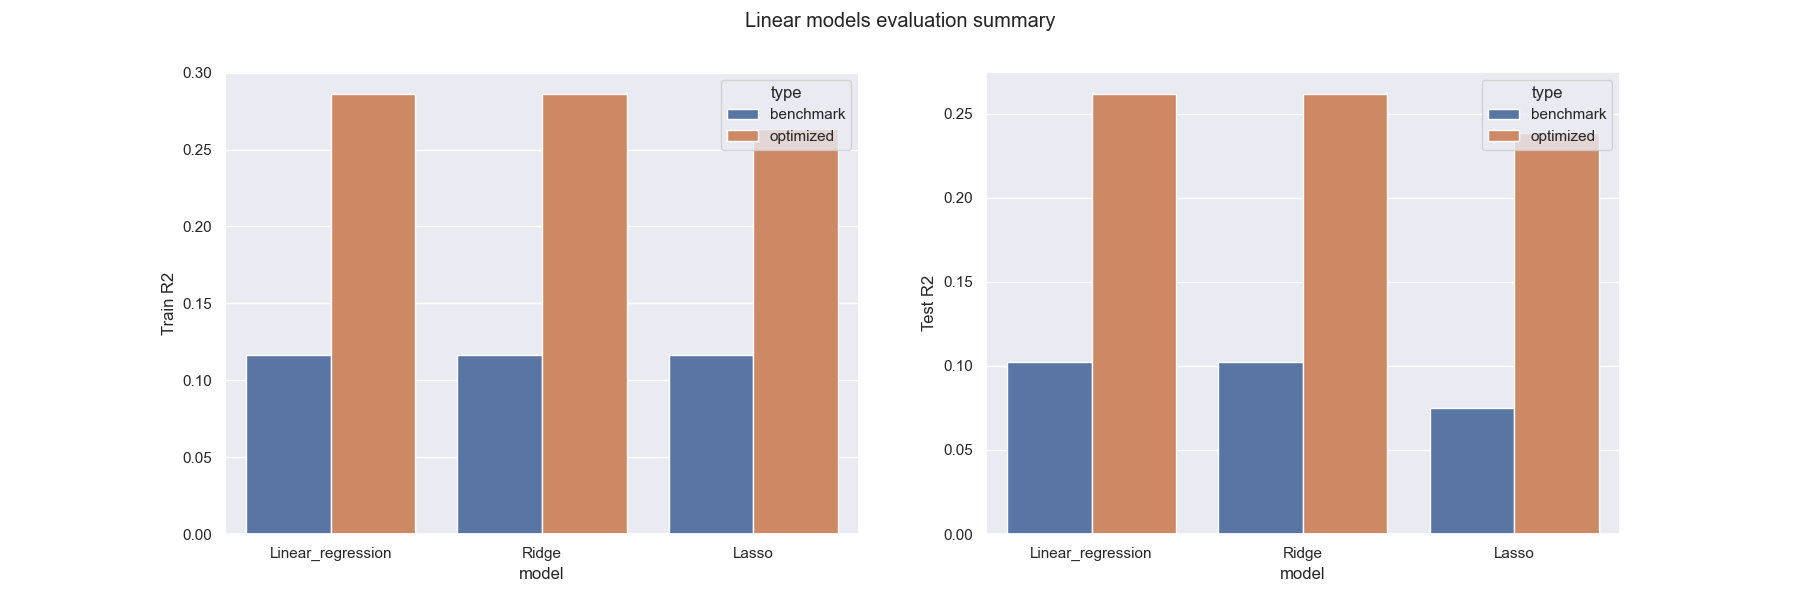 Linear models evaluation summary
0.30
0.25
0.20
0.15
0.10
0.05
0.00
Train R2
Linear_regression Ridge Lasso
model
type
benchmark
optimized
0.25
0.20
0.15
0.10
0.05
0.00
Test R2
Linear_regression Ridge Lasso
model
type
benchmark
optimized